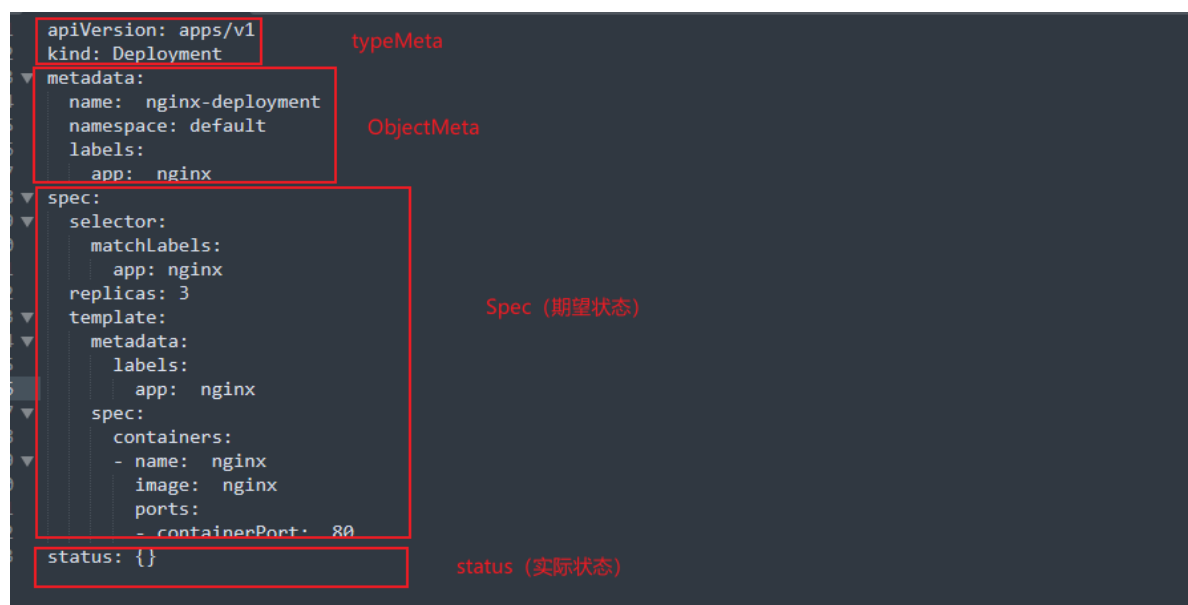 apiVersion: apps/v1
kind: Deployment
typeMeta
metadata:
name: nginx-deployment
namespace: default
ObjectMeta
labels:
app: nginx
spec:
selector:
matchLabels:
app: nginx
replicas: 3
Spec（期望状态）
template:
metadata:
labels:
app: nginx
spec:
containers:
- name: nginx
image: nginx
ports:
- containerPort: 80
status: {}
status（实际状态）